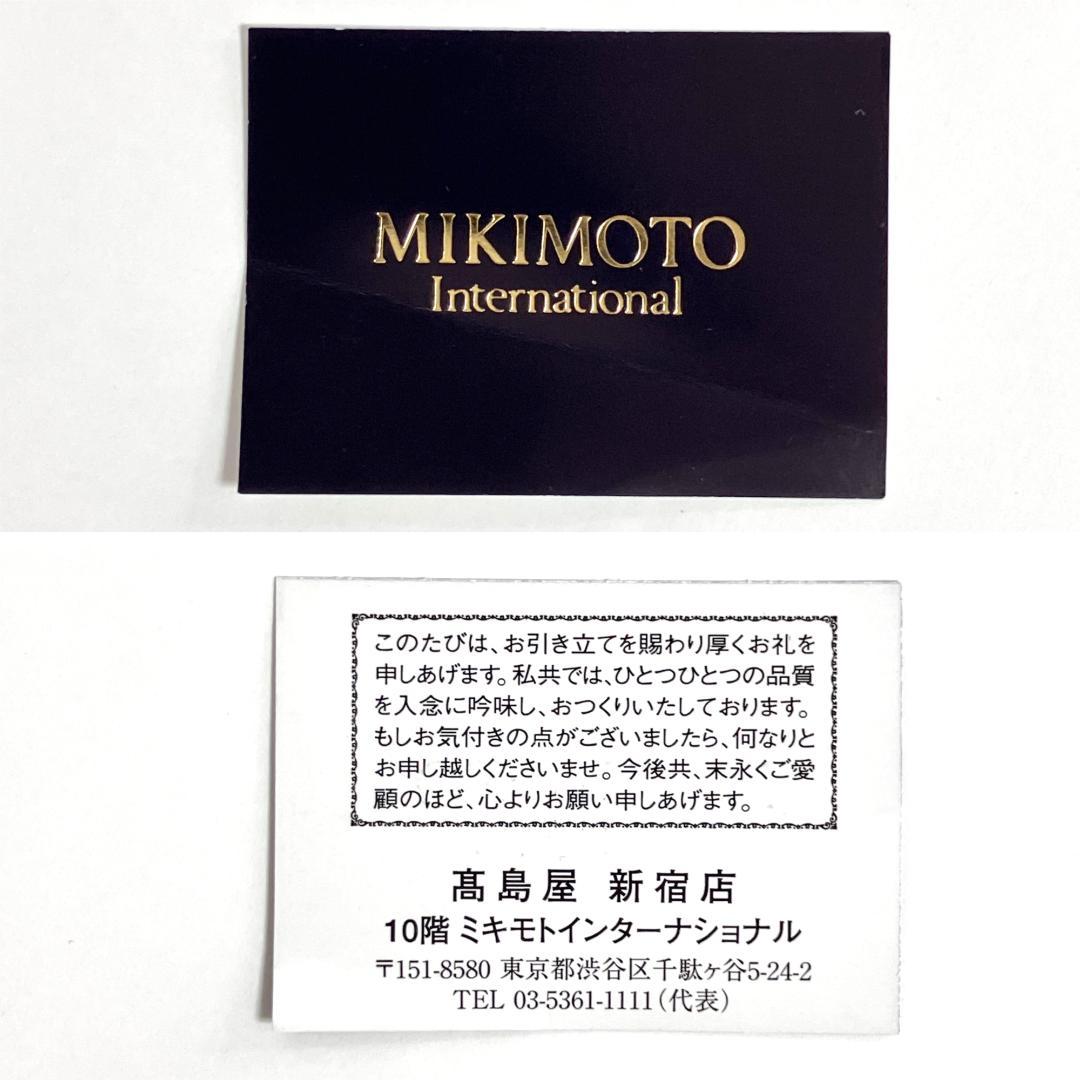 MIKIMOTO
International
このたびは、お引き立てを賜わり厚くお礼を
申しあげます。私共では、ひとつひとつの品質
を入念に吟味し、おつくりいたしております。
もしお気付きの点がございましたら、何なりと
お申し越しくださいませ。今後共、末永くご愛
顧のほど、心よりお願い申しあげます。
髙島屋 新宿店
10階 ミキモトインターナショナル
〒151-8580 東京都渋谷区千駄ヶ谷5-24-2
TEL 03-5361-1111(代表)